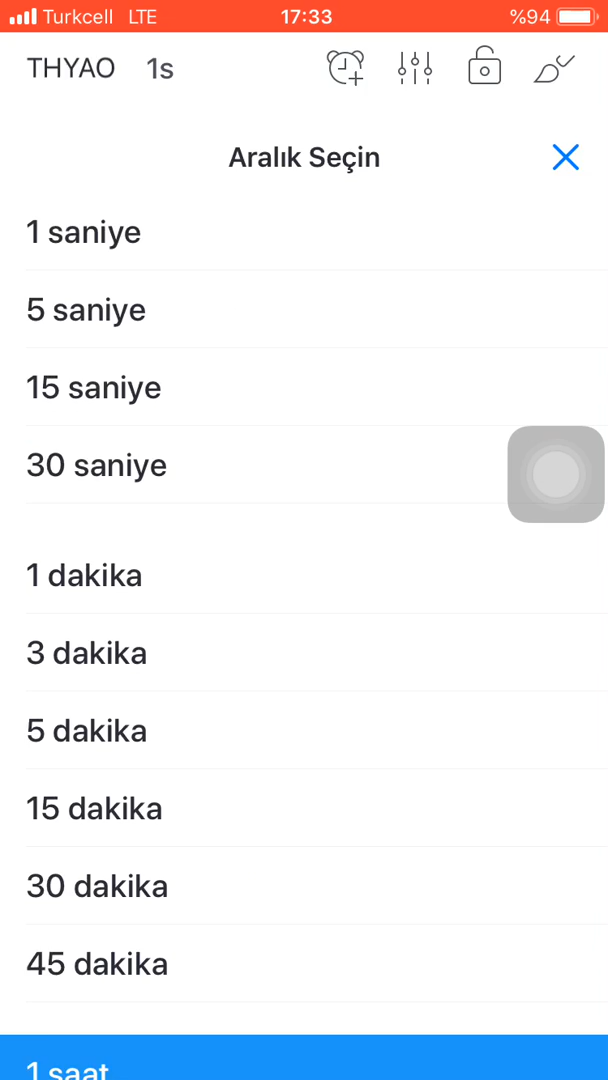 Turkcell LTE 17:33 %94
THYAO 1s
Aralık Seçin
1 saniye
5 saniye
15 saniye
30 saniye
1 dakika
3 dakika
5 dakika
15 dakika
30 dakika
45 dakika
1 saat